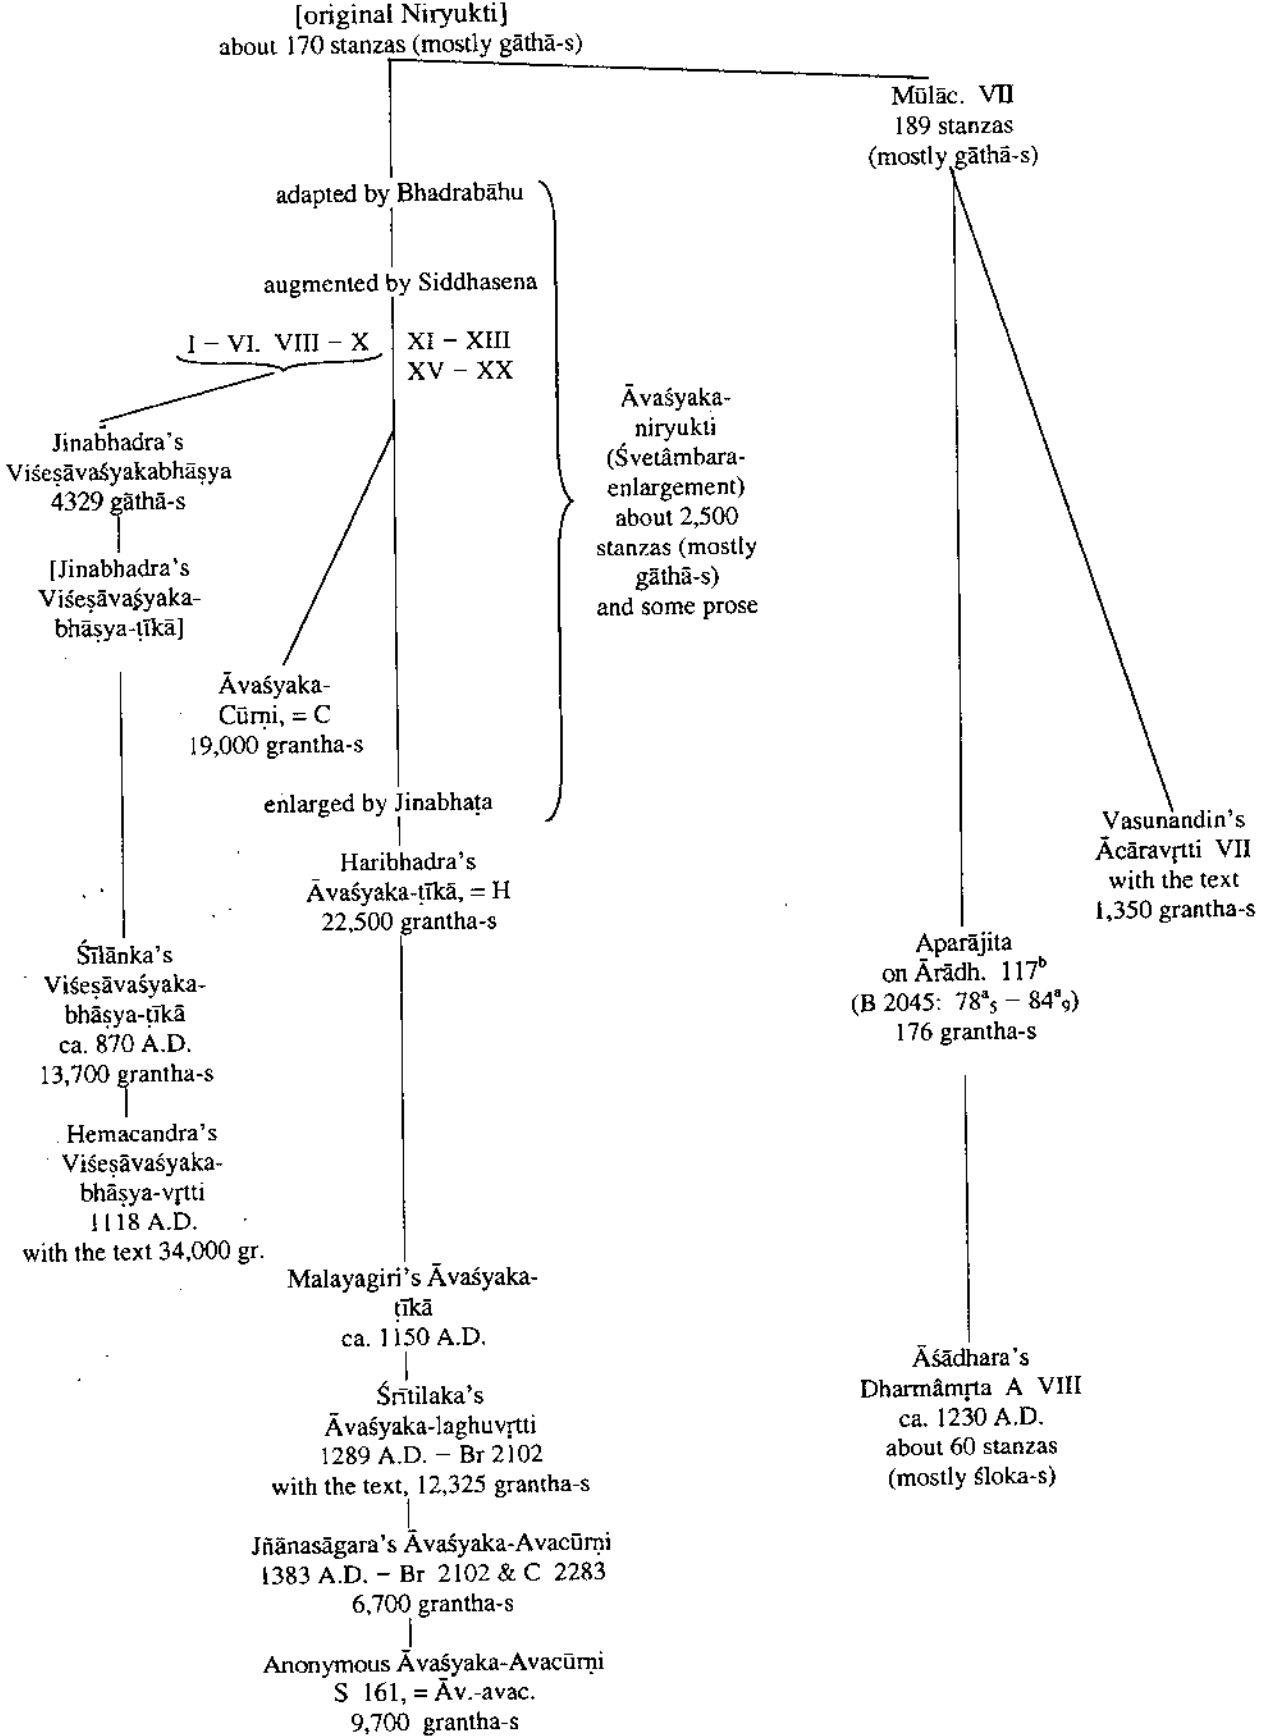 [original Niryukti]
about 170 stanzas (mostly gāthā-s)
Mūlāc. VII
189 stanzas
(mostly gāthā-s)
adapted by Bhadrabāhu
augmented by Siddhasena
I – VI. VIII – X
XI – XIII
XV – XX
Āvaśyaka-
niryukti
(Śvetâmbara-
enlargement)
about 2,500
stanzas (mostly
gāthā-s)
and some prose
Jinabhadra's
Viśeṣāvaśyakabhāṣya
4329 gāthā-s
[Jinabhadra's
Viśeṣāvaśyaka-
bhāṣya-ṭīkā]
Āvaśyaka-
Cūrṇi, = C
19,000 grantha-s
enlarged by Jinabhaṭa
Haribhadra's
Āvaśyaka-ṭīkā, = H
22,500 grantha-s
Vasunandin's
Ācāravṛtti VII
with the text
1,350 grantha-s
Śīlānka's
Viśeṣāvaśyaka-
bhāṣya-ṭīkā
ca. 870 A.D.
13,700 grantha-s
Aparājita
on Ārādh. 117ᵇ
(B 2045: 78ᵃ₅ – 84ᵃ₉)
176 grantha-s
Hemacandra's
Viśeṣāvaśyaka-
bhāṣya-vṛtti
1118 A.D.
with the text 34,000 gr.
Malayagiri's Āvaśyaka-
ṭīkā
ca. 1150 A.D.
Śrītilaka's
Āvaśyaka-laghuvṛtti
1289 A.D. – Br 2102
with the text, 12,325 grantha-s
Āśādhara's
Dharmâmṛta A VIII
ca. 1230 A.D.
about 60 stanzas
(mostly śloka-s)
Jñānasāgara's Āvaśyaka-Avacūrṇi
1383 A.D. – Br 2102 & C 2283
6,700 grantha-s
Anonymous Āvaśyaka-Avacūrṇi
S 161, = Āv.-avac.
9,700 grantha-s